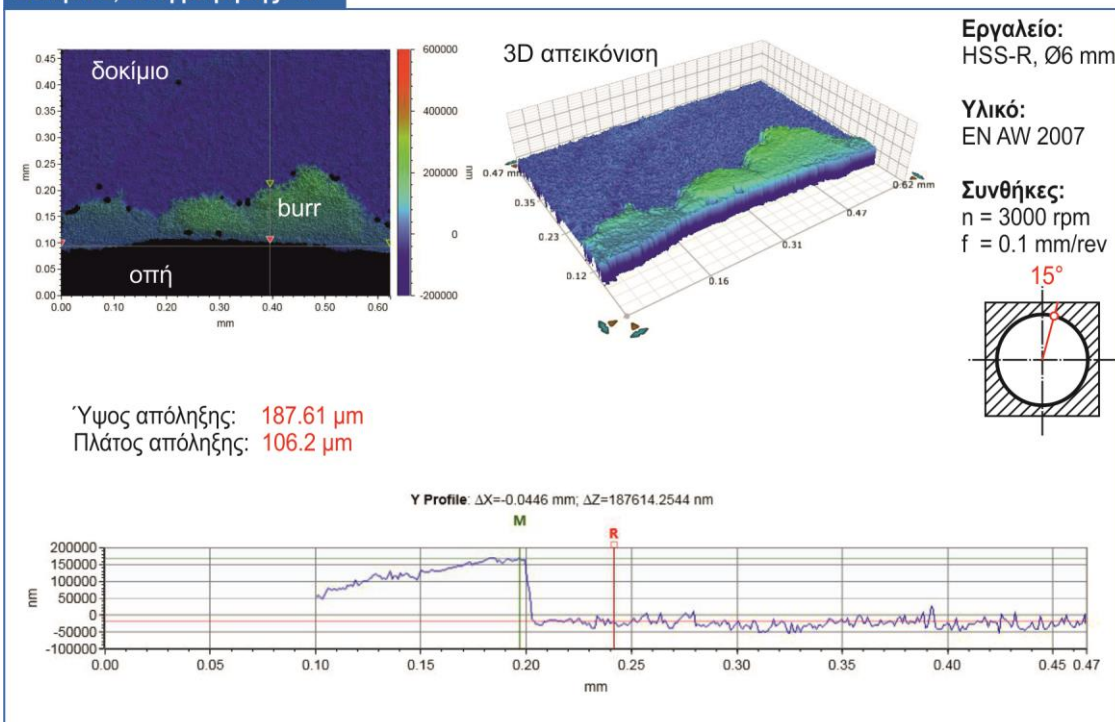 δοκίμιο
burr
οπή
0.45
0.40
0.35
0.30
0.25
0.20
0.15
0.10
0.05
0.00
mm
0.00
0.10
0.20
0.30
0.40
0.50
0.60
mm
600000
400000
200000
0
-200000
nm
3D απεικόνιση
0.47 mm
0.35
0.23
0.12
0.16
0.31
0.47
0.62 mm
Εργαλείο:
HSS-R, Ø6 mm
Υλικό:
EN AW 2007
Συνθήκες:
n = 3000 rpm
f = 0.1 mm/rev
15°
Ύψος απόληξης: 187.61 μm
Πλάτος απόληξης: 106.2 μm
Y Profile: ΔX=-0.0446 mm; ΔZ=187614.2544 nm
M
R
200000
150000
100000
50000
0
-50000
-100000
nm
0.00
0.05
0.10
0.15
0.20
0.25
0.30
0.35
0.40
0.45
0.47
mm